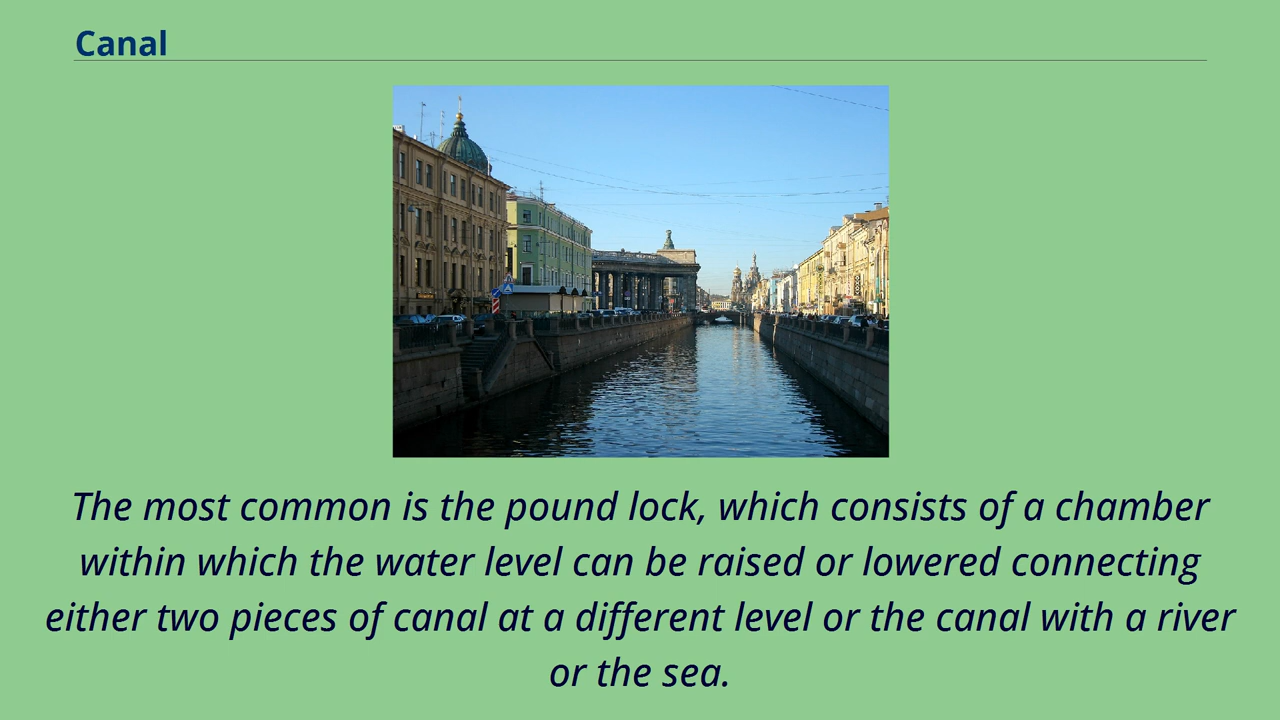 Canal
The most common is the pound lock, which consists of a chamber
within which the water level can be raised or lowered connecting
either two pieces of canal at a different level or the canal with a river
or the sea.